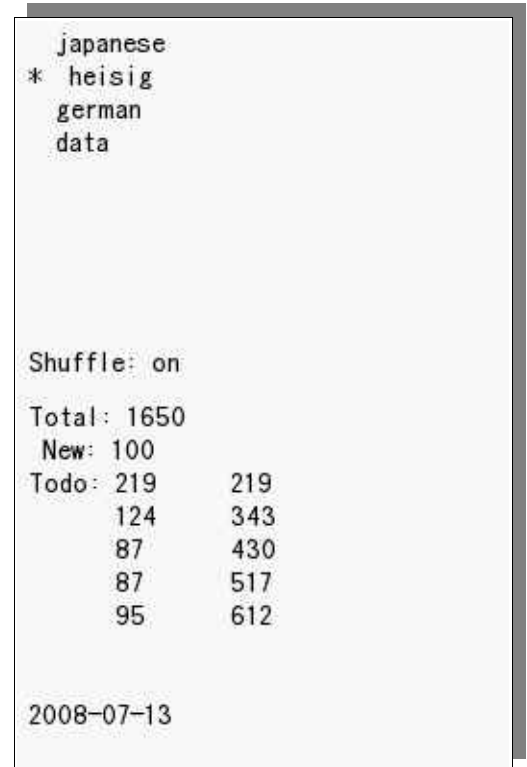 japanese
* heisig
german
data
Shuffle: on
Total: 1650
New: 100
Todo: 219 219
124 343
87 430
87 517
95 612
2008-07-13